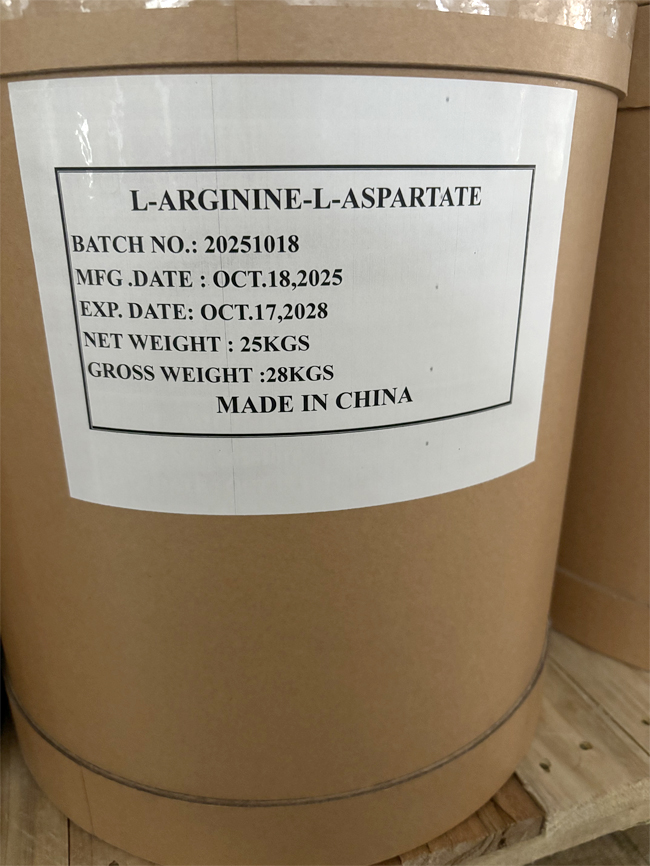 L-ARGININE-L-ASPARTATE
BATCH NO.: 20251018
MFG .DATE : OCT.18,2025
EXP. DATE: OCT.17,2028
NET WEIGHT : 25KGS
GROSS WEIGHT :28KGS
MADE IN CHINA